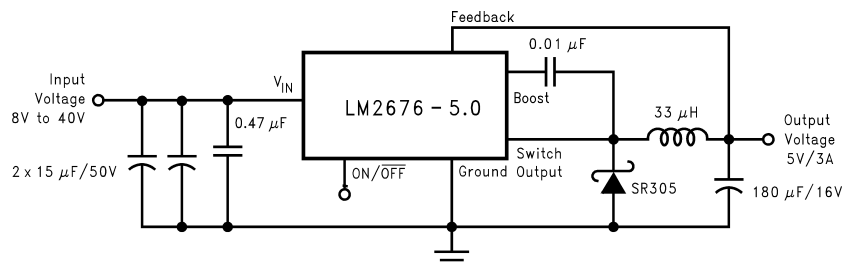 Feedback
0.01 μF
Input
Voltage
8V to 40V
VIN
LM2676 - 5.0
Boost
0.47 μF
33 μH
Output
Voltage
5V/3A
2 x 15 μF/50V
ON/OFF
Ground
Switch
Output
SR305
180 μF/16V